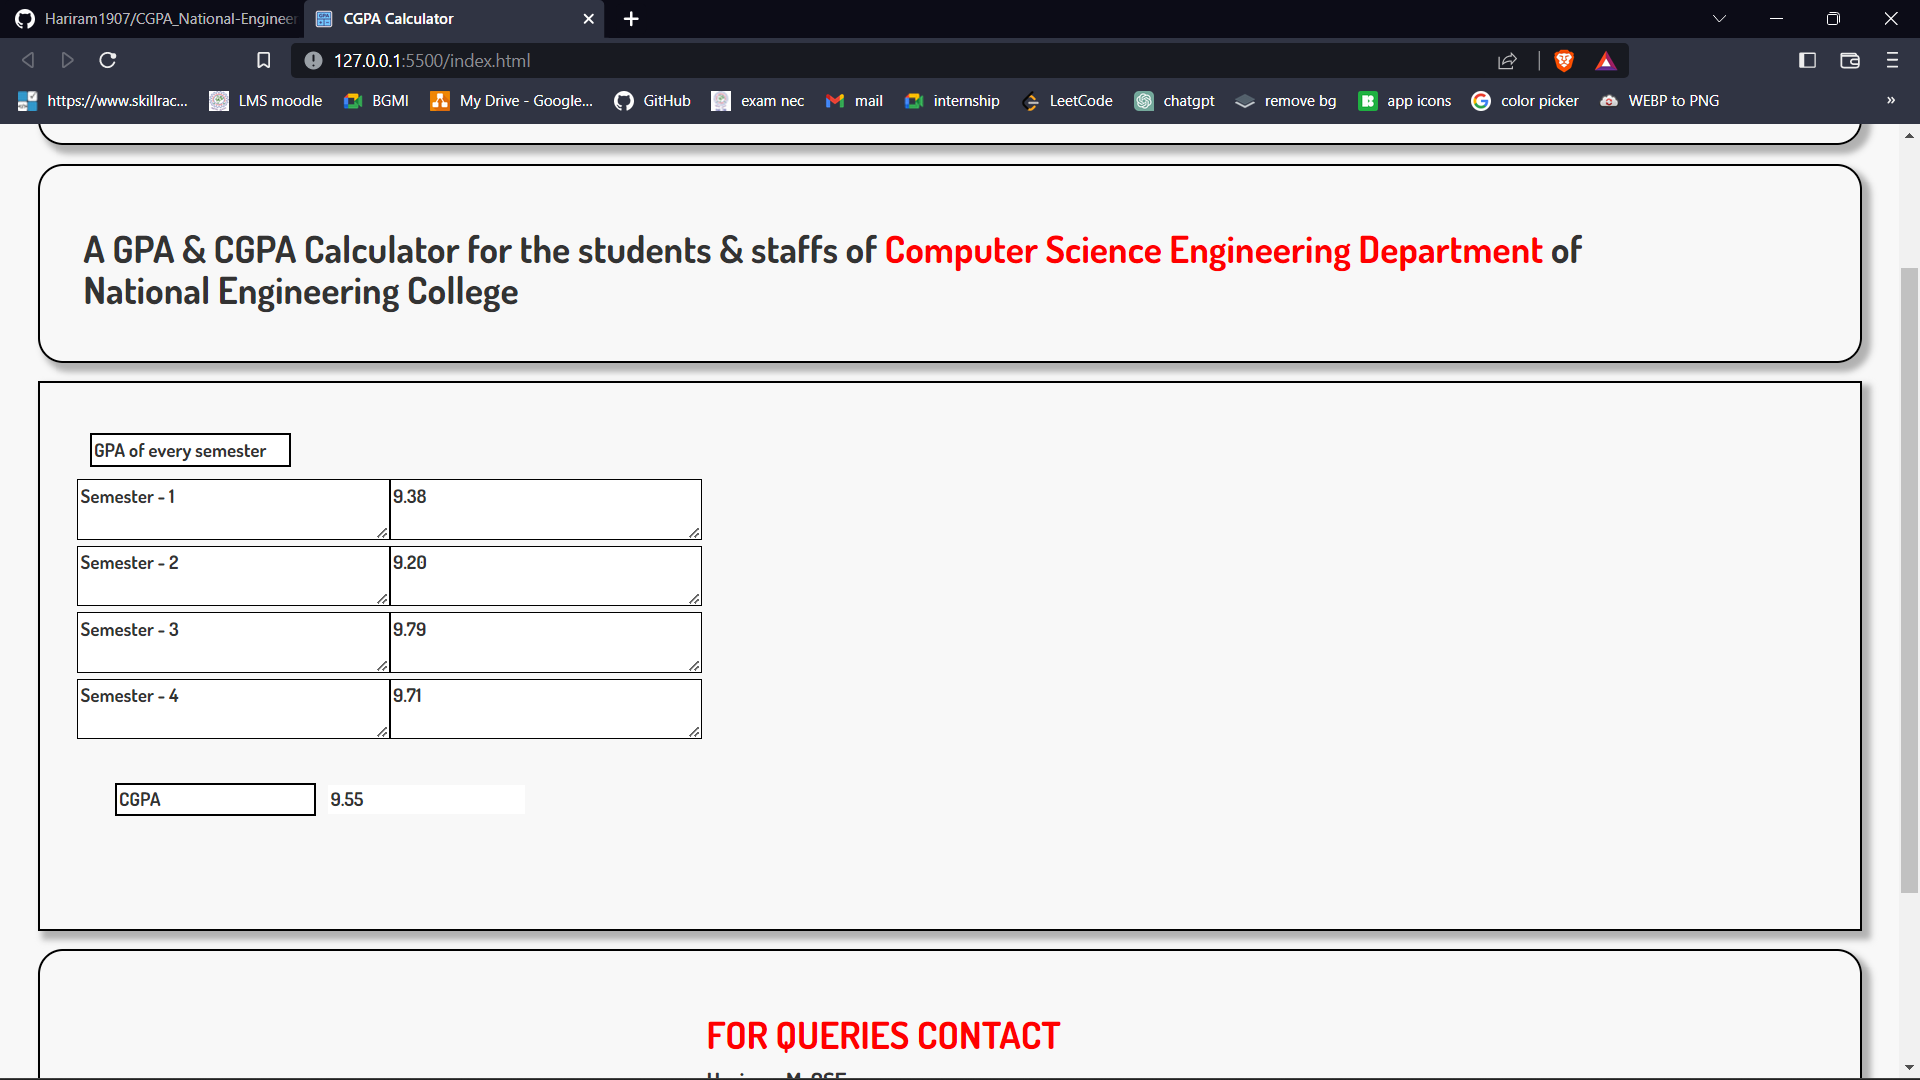 Hariram1907/CGPA_National-Engineer
CGPA Calculator
127.0.0.1:5500/index.html
https://www.skillrac...
LMS moodle
BGMI
My Drive - Google...
GitHub
exam nec
mail
internship
LeetCode
chatgpt
remove bg
app icons
color picker
WEBP to PNG
»
A GPA & CGPA Calculator for the students & staffs of Computer Science Engineering Department of
National Engineering College
GPA of every semester
Semester - 1 9.38
Semester - 2 9.20
Semester - 3 9.79
Semester - 4 9.71
CGPA 9.55
FOR QUERIES CONTACT